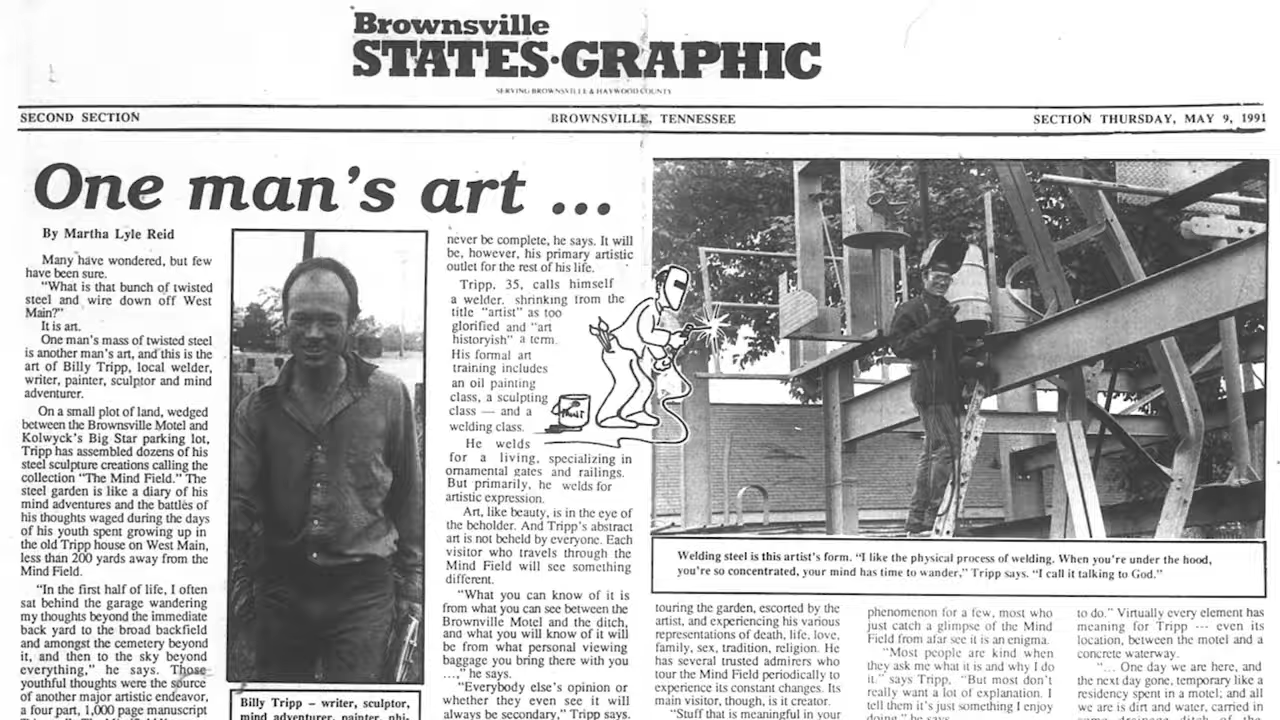 Brownsville
STATES·GRAPHIC
SERVING BROWNSVILLE & HAYWOOD COUNTY
SECOND SECTION
BROWNSVILLE, TENNESSEE
SECTION THURSDAY, MAY 9, 1991
One man's art ...
By Martha Lyle Reid
Many have wondered, but few
have been sure.
"What is that bunch of twisted
steel and wire down off West
Main?"
It is art.
One man's mass of twisted steel
is another man's art, and this is the
art of Billy Tripp, local welder,
writer, painter, sculptor and mind
adventurer.
On a small plot of land, wedged
between the Brownsville Motel and
Kolwyck's Big Star parking lot,
Tripp has assembled dozens of his
steel sculpture creations calling the
collection "The Mind Field." The
steel garden is like a diary of his
mind adventures and the battles of
his thoughts waged during the days
of his youth spent growing up in
the old Tripp house on West Main,
less than 200 yards away from the
Mind Field.
"In the first half of life, I often
sat behind the garage wandering
my thoughts beyond the immediate
back yard to the broad backfield
and amongst the cemetery beyond
it, and then to the sky beyond
everything," he says. Those
youthful thoughts were the source
of another major artistic endeavor,
a four part, 1,000 page manuscript
Billy Tripp – writer, sculptor,
mind adventurer, painter, phi-
never be complete, he says. It will
be, however, his primary artistic
outlet for the rest of his life.
Tripp, 35, calls himself
a welder, shrinking from the
title "artist" as too
glorified and "art
historyish" a term.
His formal art
training includes
an oil painting
class, a sculpting
class — and a
welding class.
He welds
for a living, specializing in
ornamental gates and railings.
But primarily, he welds for
artistic expression.
Art, like beauty, is in the eye of
the beholder. And Tripp's abstract
art is not beheld by everyone. Each
visitor who travels through the
Mind Field will see something
different.
"What you can know of it is
from what you can see between the
Brownville Motel and the ditch,
and what you will know of it will
be from what personal viewing
baggage you bring there with you
....," he says.
"Everybody else's opinion or
whether they even see it will
always be secondary," Tripp says.
PAINT
Welding steel is this artist's form. "I like the physical process of welding. When you're under the hood,
you're so concentrated, your mind has time to wander," Tripp says. "I call it talking to God."
touring the garden, escorted by the
artist, and experiencing his various
representations of death, life, love,
family, sex, tradition, religion. He
has several trusted admirers who
tour the Mind Field periodically to
experience its constant changes. Its
main visitor, though, is it creator.
"Stuff that is meaningful in your
phenomenon for a few, most who
just catch a glimpse of the Mind
Field from afar see it is an enigma.
"Most people are kind when
they ask me what it is and why I do
it." says Tripp, "But most don't
really want a lot of explanation. I
tell them it's just something I enjoy
doing," he says.
to do." Virtually every element has
meaning for Tripp --- even its
location, between the motel and a
concrete waterway.
"... One day we are here, and
the next day gone, temporary like a
residency spent in a motel; and all
we are is dirt and water, carried in